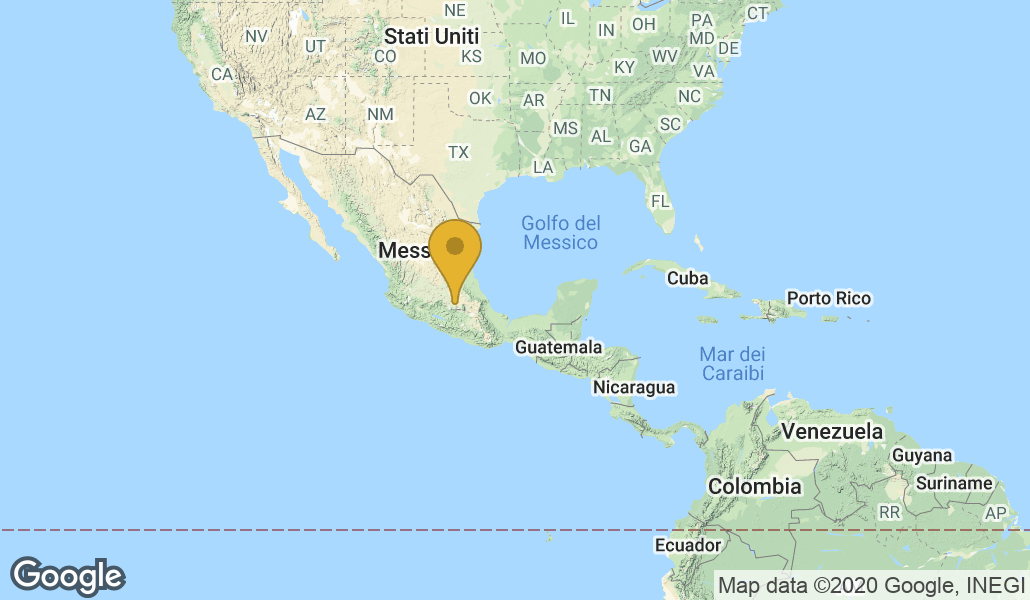 NE
IL
IN
OH
PA
CT
NV
UT
Stati Uniti
CO
KS
MO
KY
WV
MD
DE
VA
CA
AZ
NM
OK
AR
TN
NC
TX
MS
AL
GA
SC
LA
FL
Golfo del
Messico
Mess
Cuba
Porto Rico
Guatemala
Mar dei
Caraibi
Nicaragua
Venezuela
Guyana
Colombia
Suriname
RR
AP
Ecuador
Google
Map data ©2020 Google, INEGI